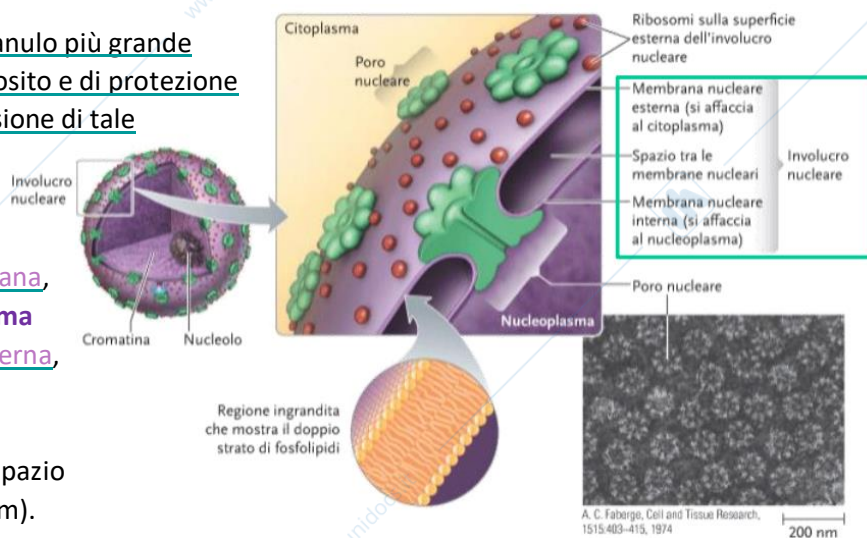 annulo più grande
osito e di protezione
sione di tale
ana,
ma
erna,
pazio
m).
Citoplasma
Poro
nucleare
Nucleoplasma
Involucro
nucleare
Cromatina
Nucleolo
Ribosomi sulla superficie
esterna dell'involucro
nucleare
Membrana nucleare
esterna (si affaccia
al citoplasma)
Spazio tra le
membrane nucleari
Membrana nucleare
interna (si affaccia
al nucleoplasma)
Involucro
nucleare
Poro nucleare
Regione ingrandita
che mostra il doppio
strato di fosfolipidi
A. C. Faberge, Cell and Tissue Research,
1515:403–415, 1974
200 nm